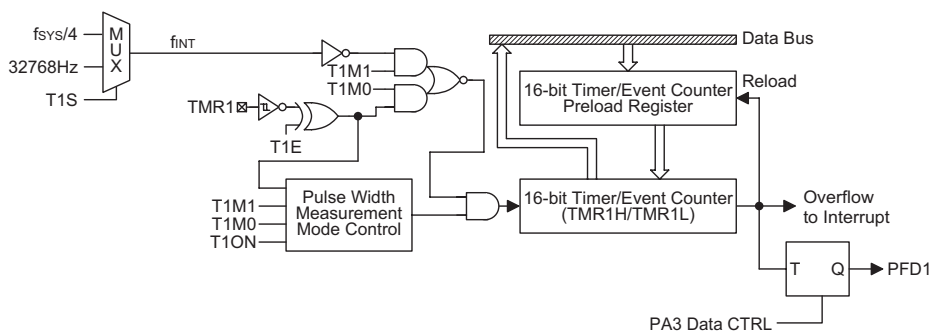 fSYS/4
32768Hz
T1S
MUX
fINT
T1M1
T1M0
TMR1
T1E
T1M1
T1M0
T1ON
Pulse Width
Measurement
Mode Control
Data Bus
16-bit Timer/Event Counter
Preload Register
Reload
16-bit Timer/Event Counter
(TMR1H/TMR1L)
Overflow
to Interrupt
T Q
PFD1
PA3 Data CTRL